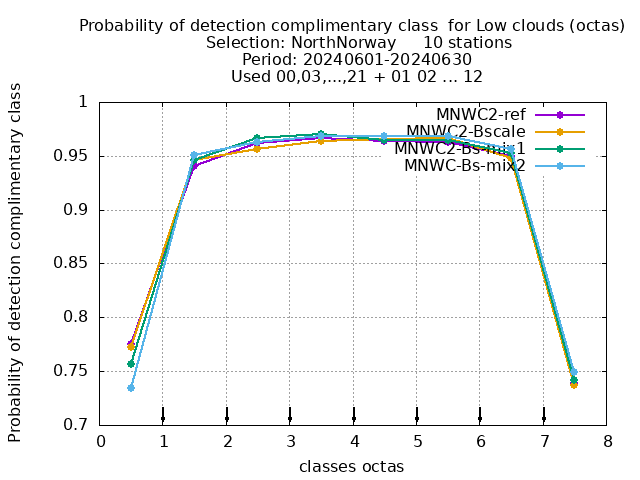 Probability of detection complimentary class  for Low clouds (octas)
Selection: NorthNorway     10 stations
Period: 20240601-20240630
Used 00,03,...,21 + 01 02 ... 12
Probability of detection complimentary class
1
0.95
0.9
0.85
0.8
0.75
0.7
MNWC2-ref
MNWC2-Bscale
MNWC2-Bs-mix1
MNWC-Bs-mix2
0 1 2 3 4 5 6 7 8
classes octas